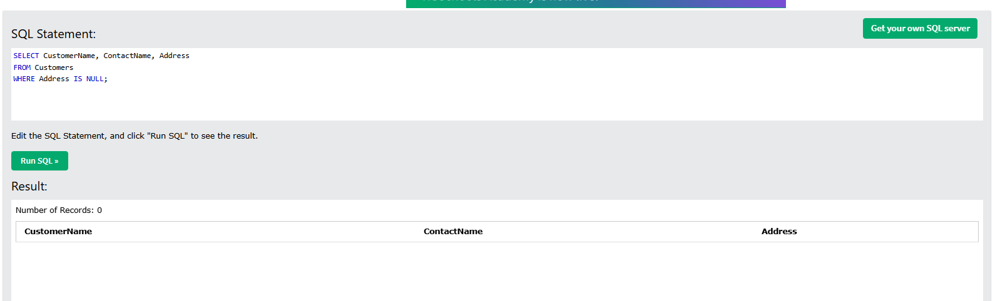 Get your own SQL server
SQL Statement:
SELECT CustomerName, ContactName, Address
FROM Customers
WHERE Address IS NULL;
Edit the SQL Statement, and click "Run SQL" to see the result.
Run SQL »
Result:
Number of Records: 0
CustomerName ContactName Address